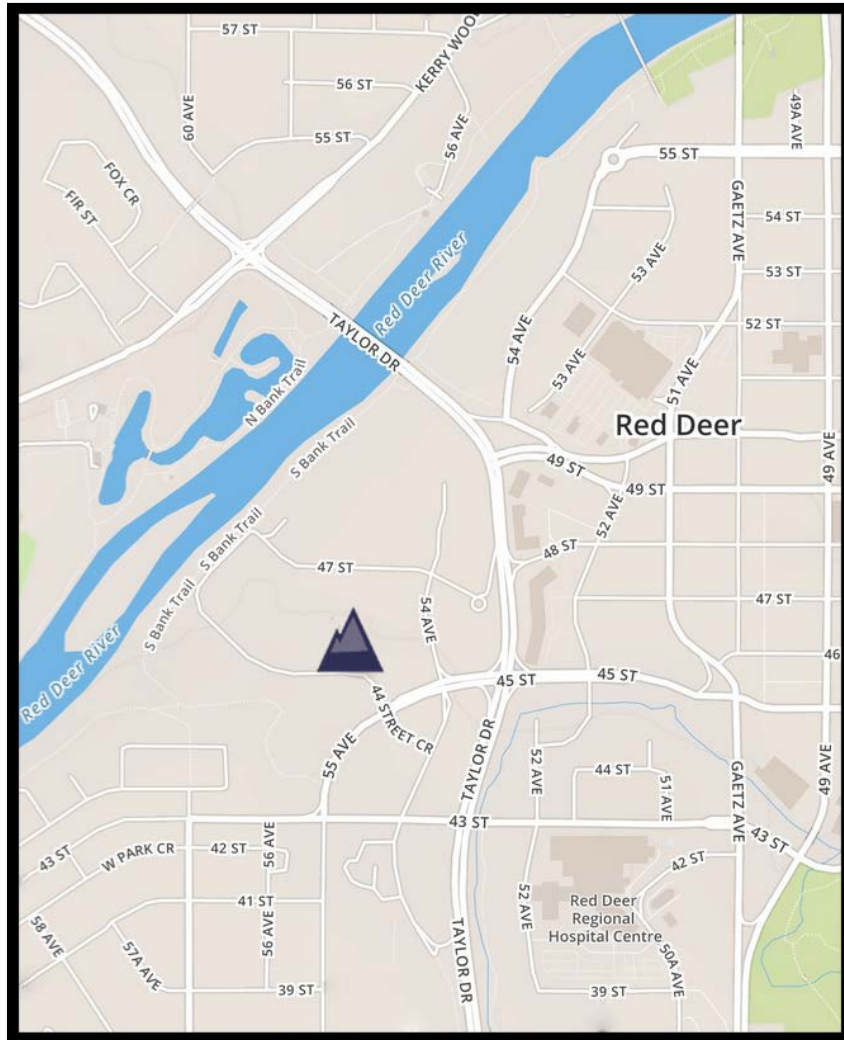 57 ST
KERRY WOO
56 ST
60 AVE
49A AVE
55 ST
56 AVE
55 ST
FOX CR
FIR ST
GAETZ AVE
54 ST
53 AVE
53 ST
Red Deer River
52 ST
TAYLOR DR
54 AVE
53 AVE
51 AVE
N Bank Trail
Red Deer
S Bank Trail
49 AVE
49 ST
49 ST
52 AVE
S Bank Trail
48 ST
47 ST
47 ST
S Bank Trail
54 AVE
46
Red Deer River
45 ST
45 ST
44 STREET CR
55 AVE
TAYLOR DR
52 AVE
44 ST
51 AVE
GAETZ AVE
49 AVE
43 ST
43 ST
43 ST
W PARK CR
42 ST
56 AVE
42 ST
41 ST
52 AVE
Red Deer
Regional
Hospital Centre
58 AVE
57A AVE
56 AVE
TAYLOR DR
50A AVE
39 ST
39 ST